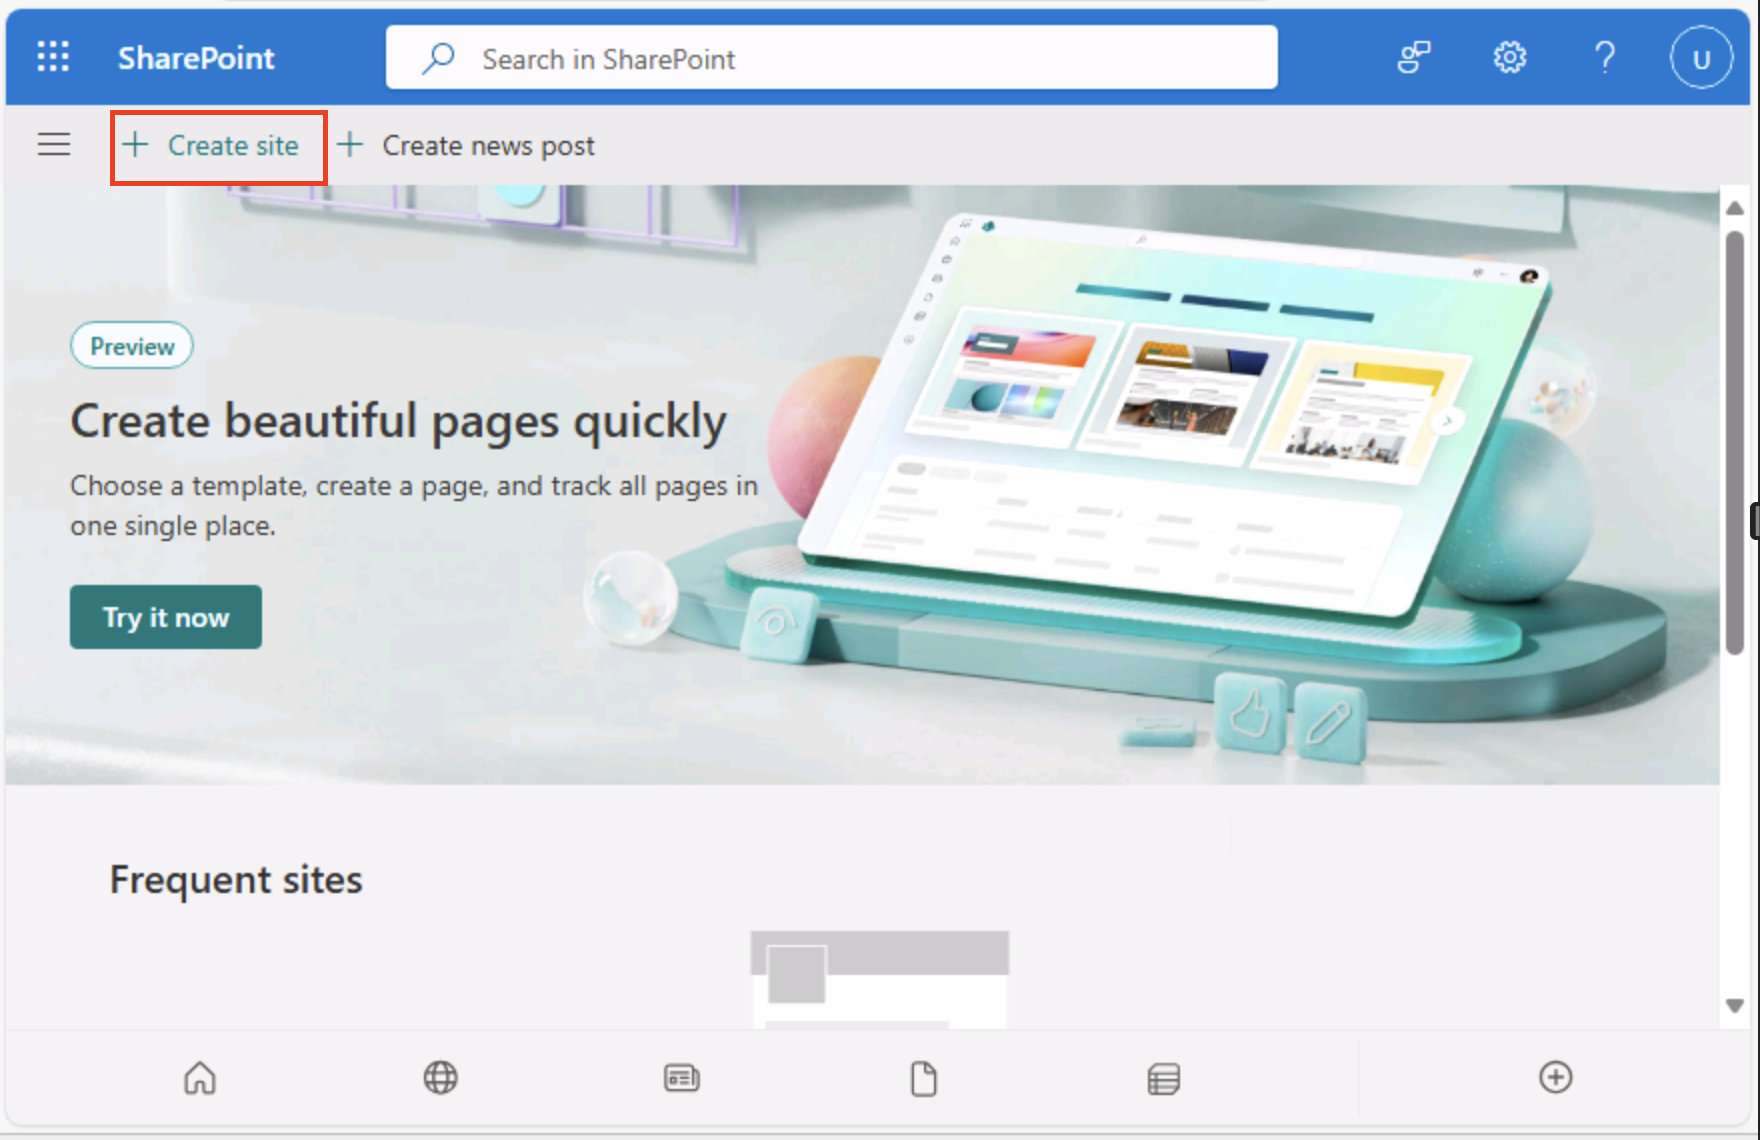 SharePoint
Search in SharePoint
U
Create site
Create news post
Preview
Create beautiful pages quickly
Choose a template, create a page, and track all pages in
one single place.
Try it now
Frequent sites